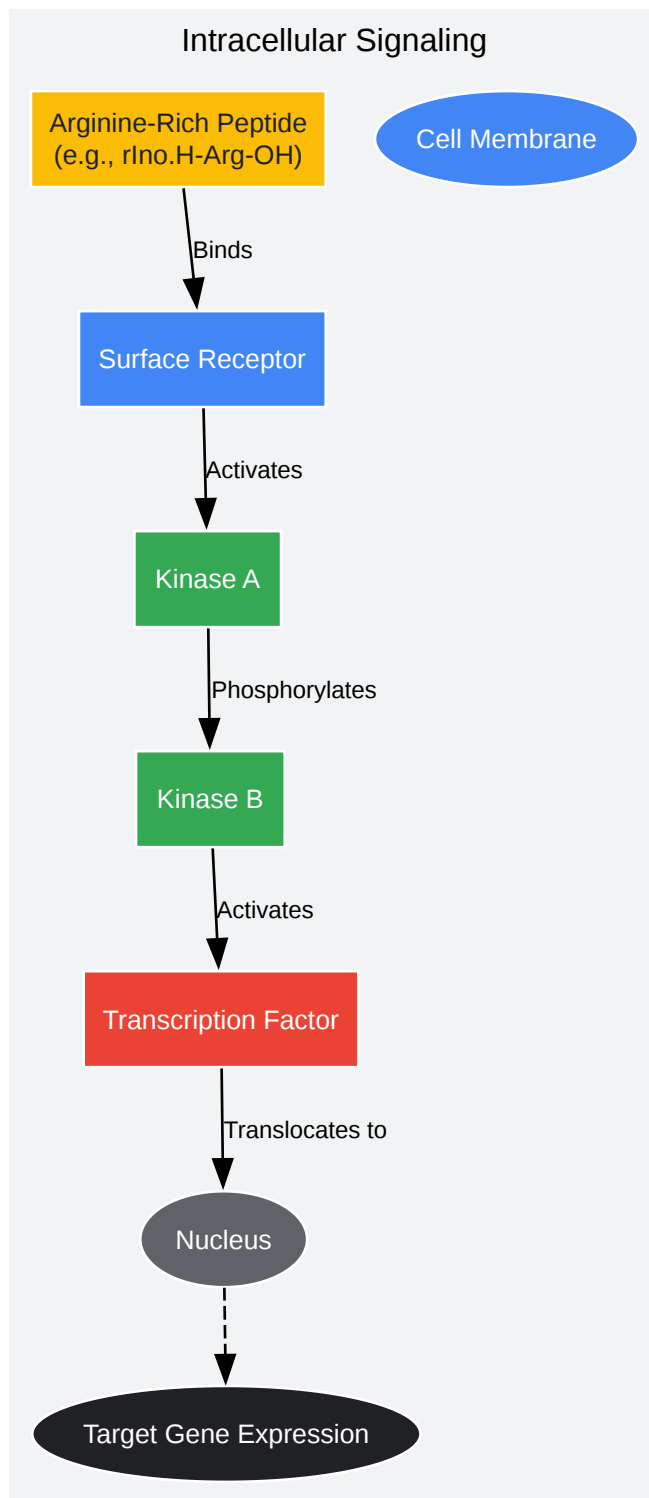 Intracellular Signaling
Arginine-Rich Peptide
(e.g., rIno.H-Arg-OH)
Cell Membrane
Binds
Surface Receptor
Activates
Kinase A
Phosphorylates
Kinase B
Activates
Transcription Factor
Translocates to
Nucleus
Target Gene Expression